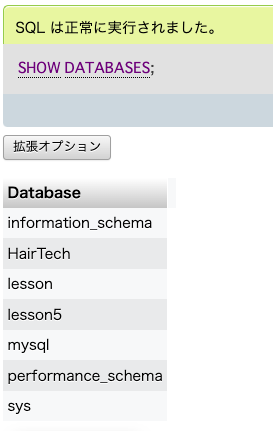 SQL は正常に実行されました。
SHOW DATABASES;
拡張オプション
Database
information_schema
HairTech
lesson
lesson5
mysql
performance_schema
sys